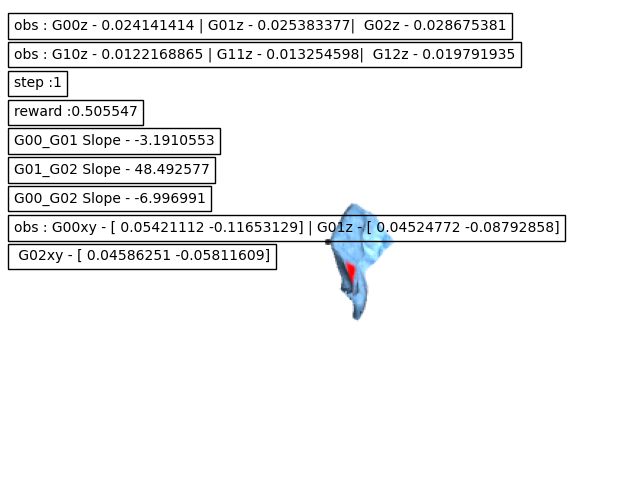 obs : G00z - 0.024141414 | G01z - 0.025383377|  G02z - 0.028675381
obs : G10z - 0.0122168865 | G11z - 0.013254598|  G12z - 0.019791935
step :1
reward :0.505547
G00_G01 Slope - -3.1910553
G01_G02 Slope - 48.492577
G00_G02 Slope - -6.996991
obs : G00xy - [ 0.05421112 -0.11653129] | G01z - [ 0.04524772 -0.08792858]
G02xy - [ 0.04586251 -0.05811609]